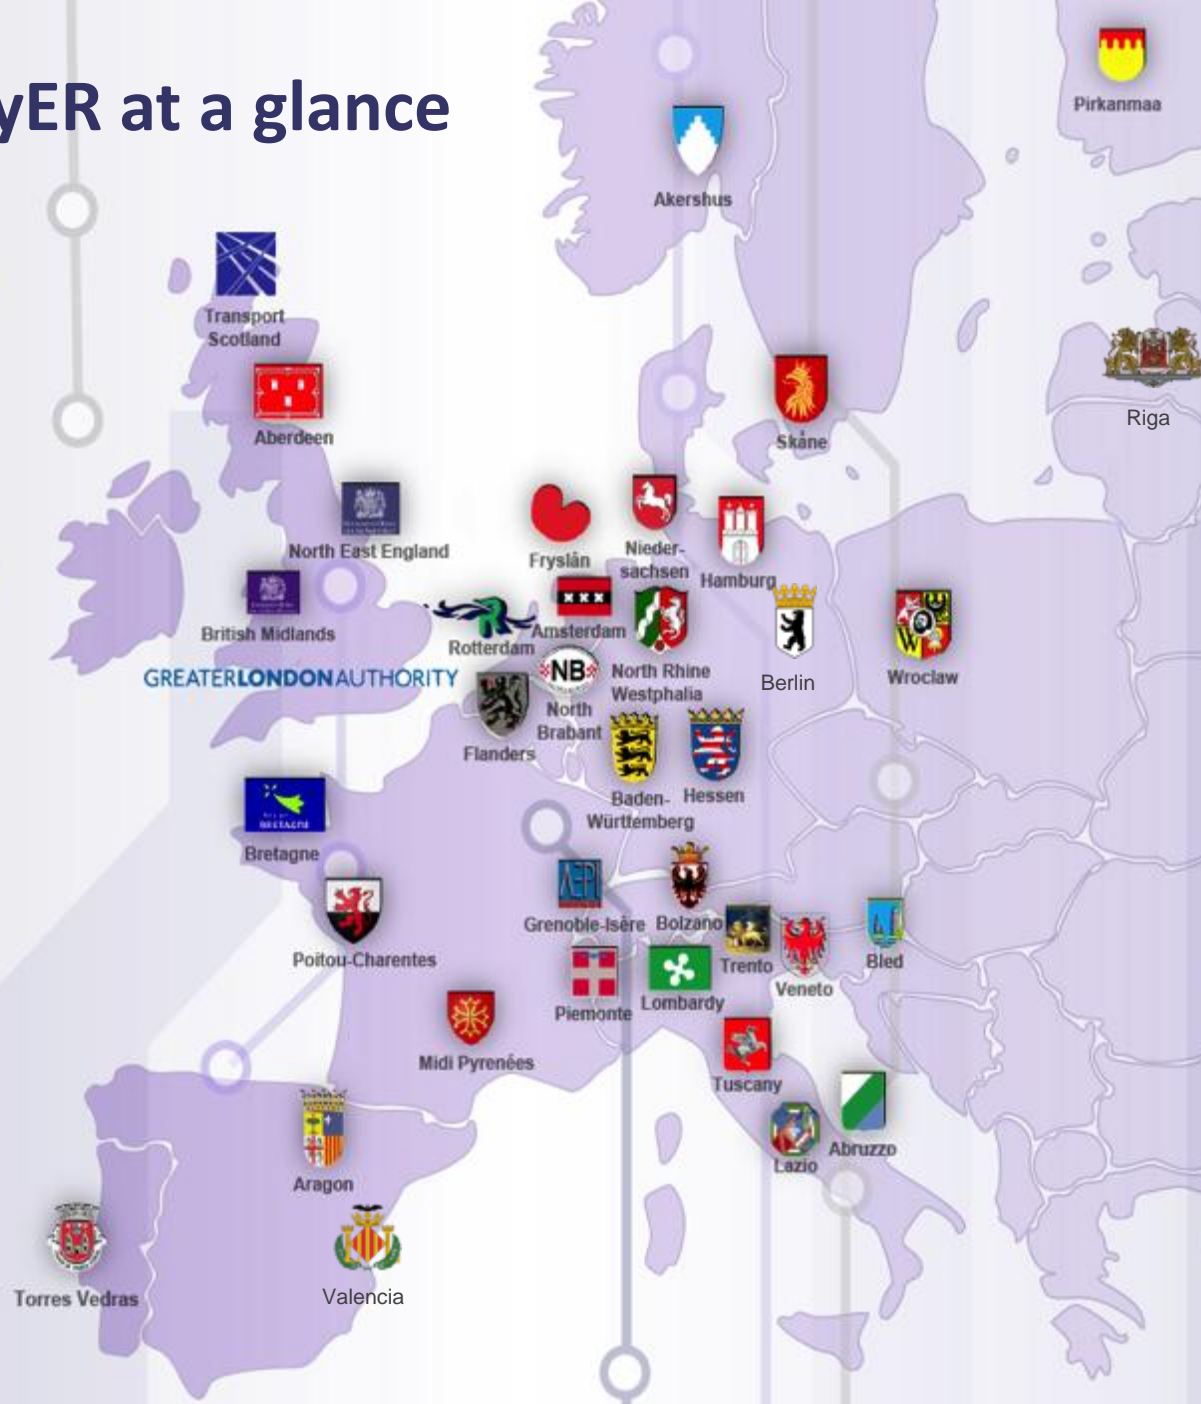 yER at a glance
Pirkanmaa
Akershus
Transport
Scotland
Aberdeen
Skåne
Riga
North East England
Fryslân
Nieder-
sachsen
Hamburg
British Midlands
Rotterdam
Amsterdam
NB
North
Brabant
North Rhine
Westphalia
Berlin
W
Wroclaw
GREATERLONDONAUTHORITY
Flanders
Baden-
Württemberg
Hessen
BRETAGNE
Bretagne
Poitou-Charentes
AEPI
Grenoble-Isère
Bolzano
Trento
Veneto
Bled
Piemonte
Lombardy
Midi Pyrenées
Tuscany
Lazio
Abruzzo
Aragon
Torres Vedras
Valencia